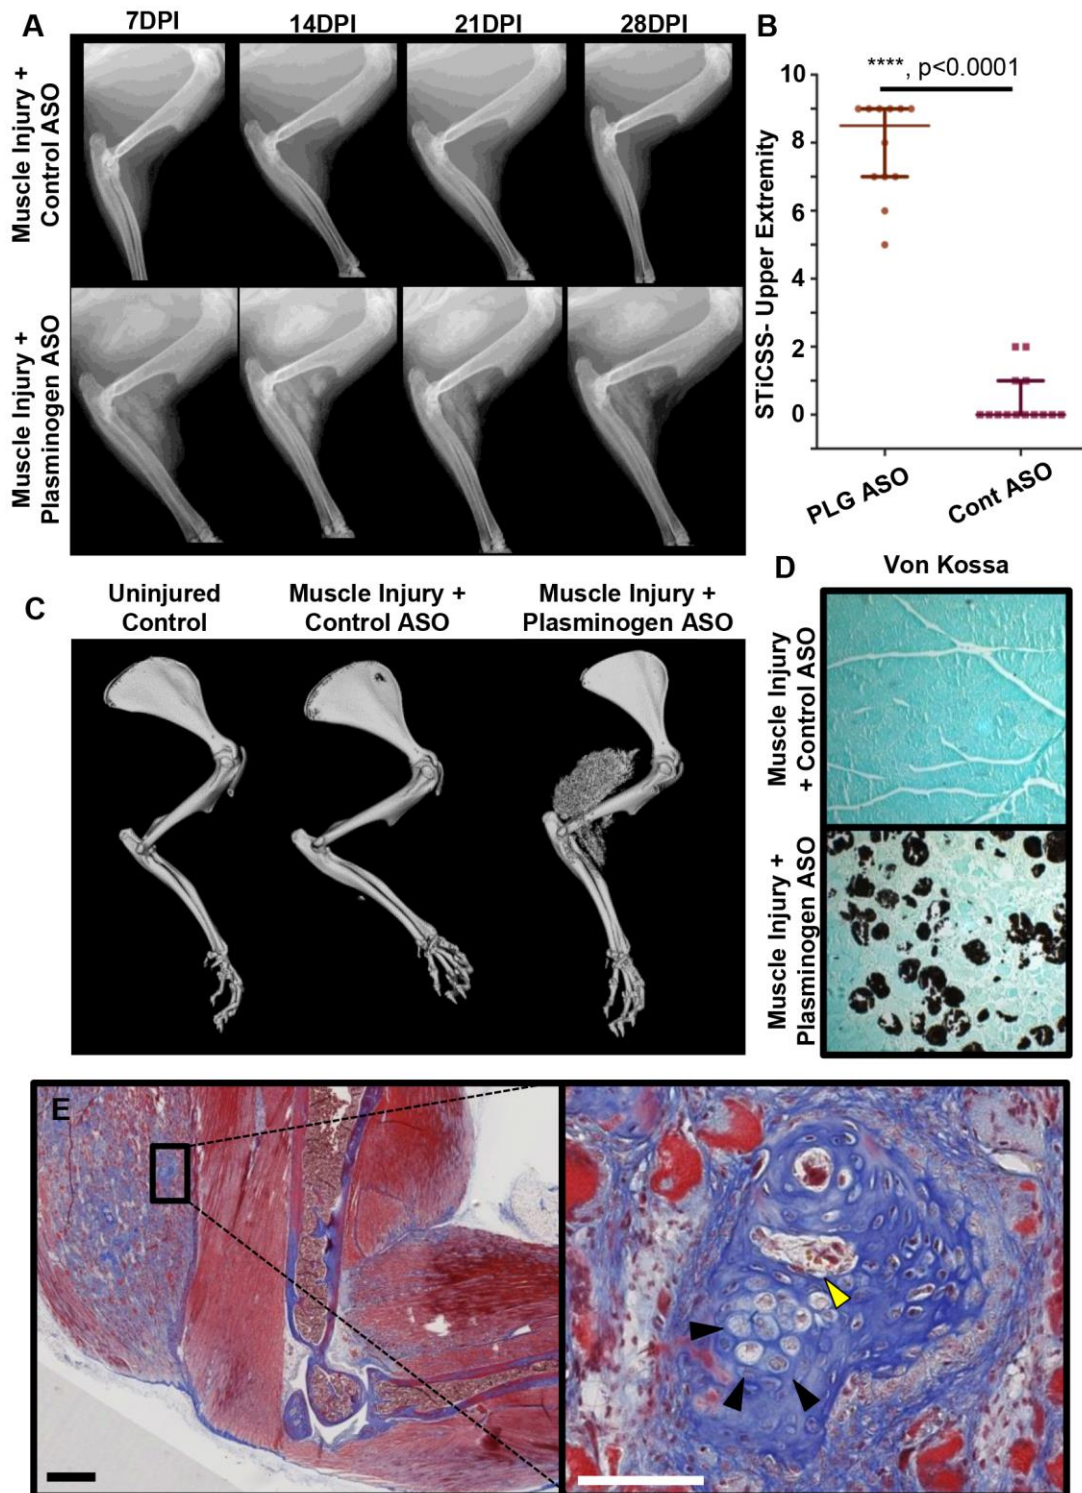 A
7DPI
14DPI
21DPI
28DPI
Muscle Injury +
Control ASO
Muscle Injury +
Plasminogen ASO
B
****, p<0.0001
STiCSS- Upper Extremity
10
8
6
4
2
0
PLG ASO
Cont ASO
C
Uninjured
Control
Muscle Injury +
Control ASO
Muscle Injury +
Plasminogen ASO
D
Von Kossa
Muscle Injury
+ Control ASO
Muscle Injury +
Plasminogen ASO
E